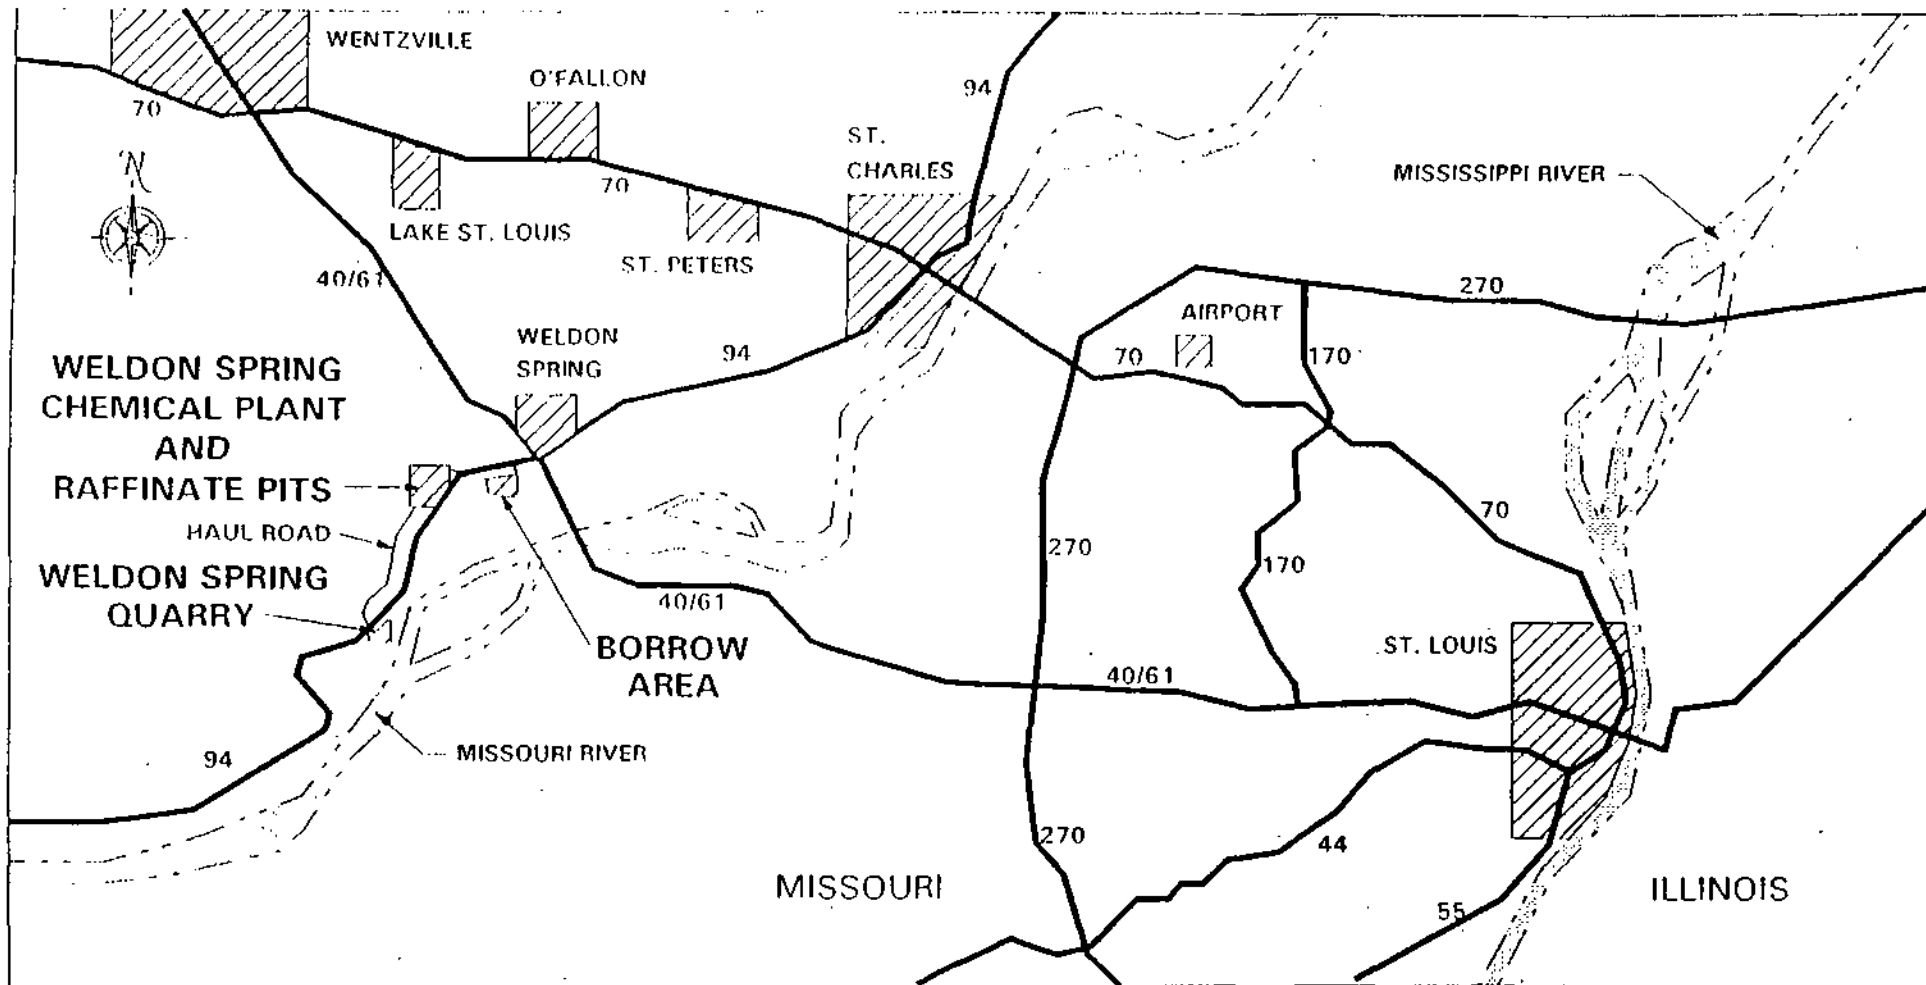 WENTZVILLE
O'FALLON
94
70
ST.
CHARLES
N
70
MISSISSIPPI RIVER
LAKE ST. LOUIS
ST. PETERS
40/61
270
AIRPORT
WELDON
SPRING
94
70
170
WELDON SPRING
CHEMICAL PLANT
AND
RAFFINATE PITS
HAUL ROAD
70
270
170
WELDON SPRING
QUARRY
40/61
BORROW
AREA
ST. LOUIS
40/61
MISSOURI RIVER
94
270
44
MISSOURI
ILLINOIS
55